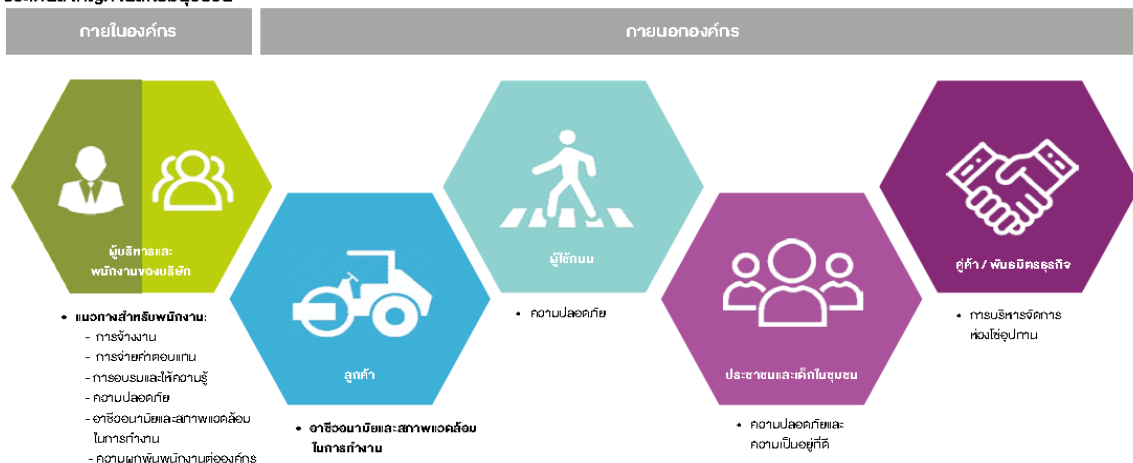 ภายในองค์กร
ภายนอกองค์กร
ผู้บริหารและ
พนักงานของบริษัท
• แนวทางสำหรับพนักงาน:
- การจ้างงาน
- การจ่ายค่าตอบแทน
- การอบรมและให้ความรู้
- ความปลอดภัย
- อาชีวอนามัยและสภาพแวดล้อม
ในการทำงาน
- ความผูกพันพนักงานต่อองค์กร
ลูกค้า
• อาชีวอนามัยและสภาพแวดล้อม
ในการทำงาน
ผู้ใช้ถนน
• ความปลอดภัย
ประชาชนและเด็กในชุมชน
• ความปลอดภัยและ
ความเป็นอยู่ที่ดี
คู่ค้า / พันธมิตรธุรกิจ
• การบริหารจัดการ
ห่วงโซ่อุปทาน